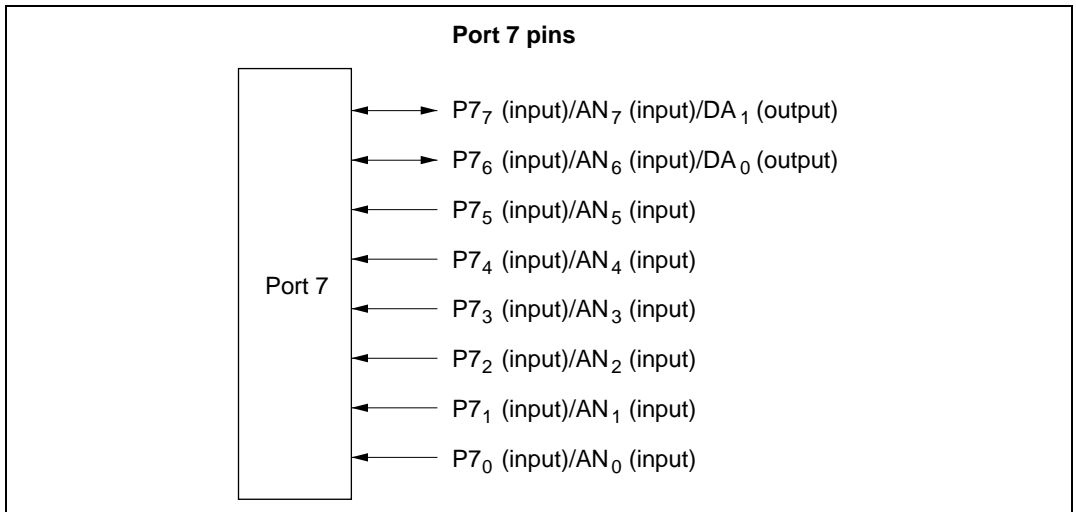 Port 7 pins
P7₇ (input)/AN₇ (input)/DA₁ (output)
P7₆ (input)/AN₆ (input)/DA₀ (output)
P7₅ (input)/AN₅ (input)
P7₄ (input)/AN₄ (input)
Port 7
P7₃ (input)/AN₃ (input)
P7₂ (input)/AN₂ (input)
P7₁ (input)/AN₁ (input)
P7₀ (input)/AN₀ (input)